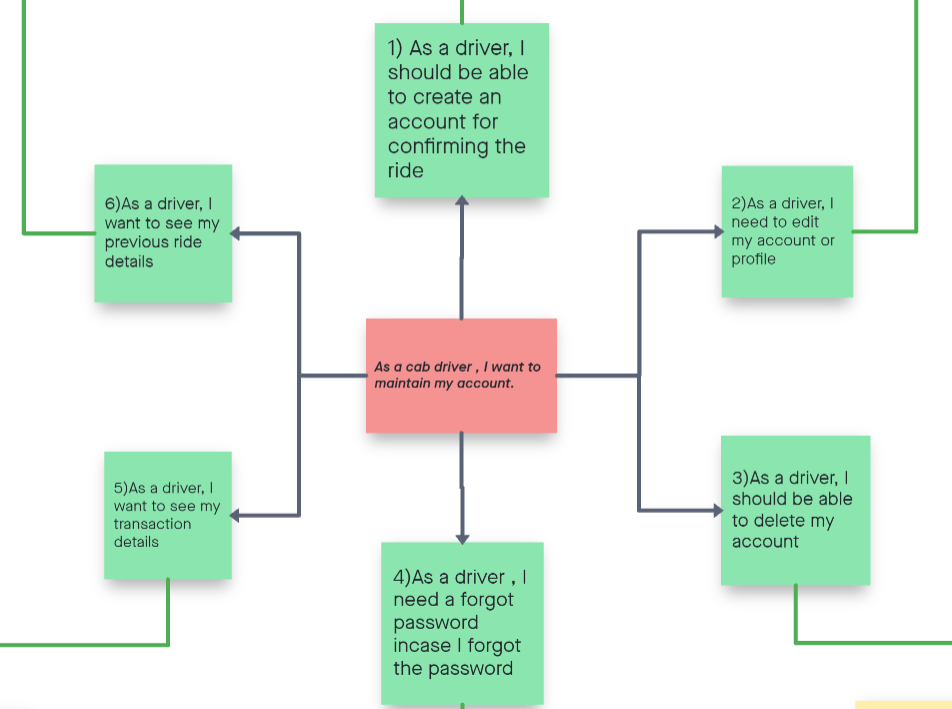 1) As a driver, I
should be able
to create an
account for
confirming the
ride
2)As a driver, I
need to edit
my account or
profile
3)As a driver, I
should be able
to delete my
account
4)As a driver , I
need a forgot
password
incase I forgot
the password
5)As a driver, I
want to see my
transaction
details
6)As a driver, I
want to see my
previous ride
details
As a cab driver , I want to
maintain my account.